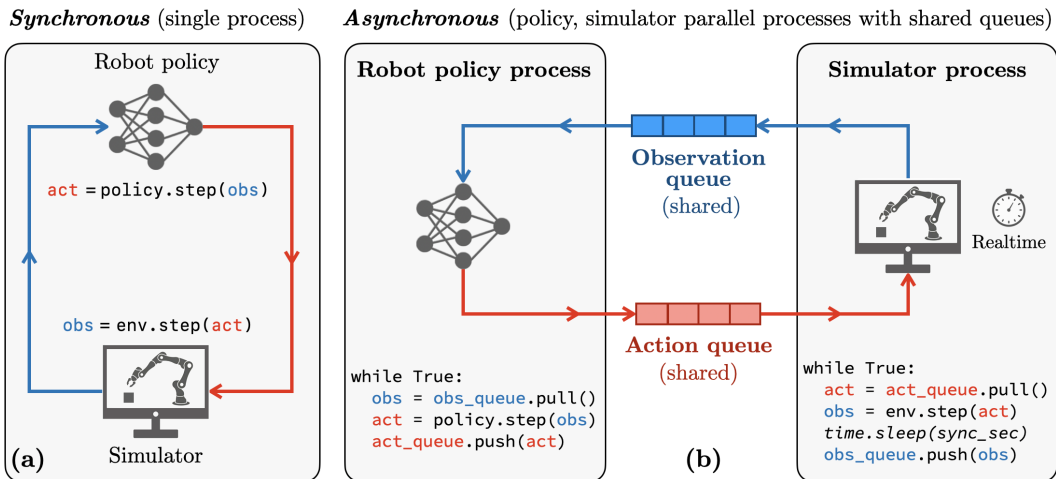 Synchronous (single process)
Robot policy
act = policy.step(obs)
obs = env.step(act)
Simulator
(a)
Asynchronous (policy, simulator parallel processes with shared queues)
Robot policy process
while True:
obs = obs_queue.pull()
act = policy.step(obs)
act_queue.push(act)
Observation
queue
(shared)
Action queue
(shared)
(b)
Simulator process
Realtime
while True:
act = act_queue.pull()
obs = env.step(act)
time.sleep(sync_sec)
obs_queue.push(obs)